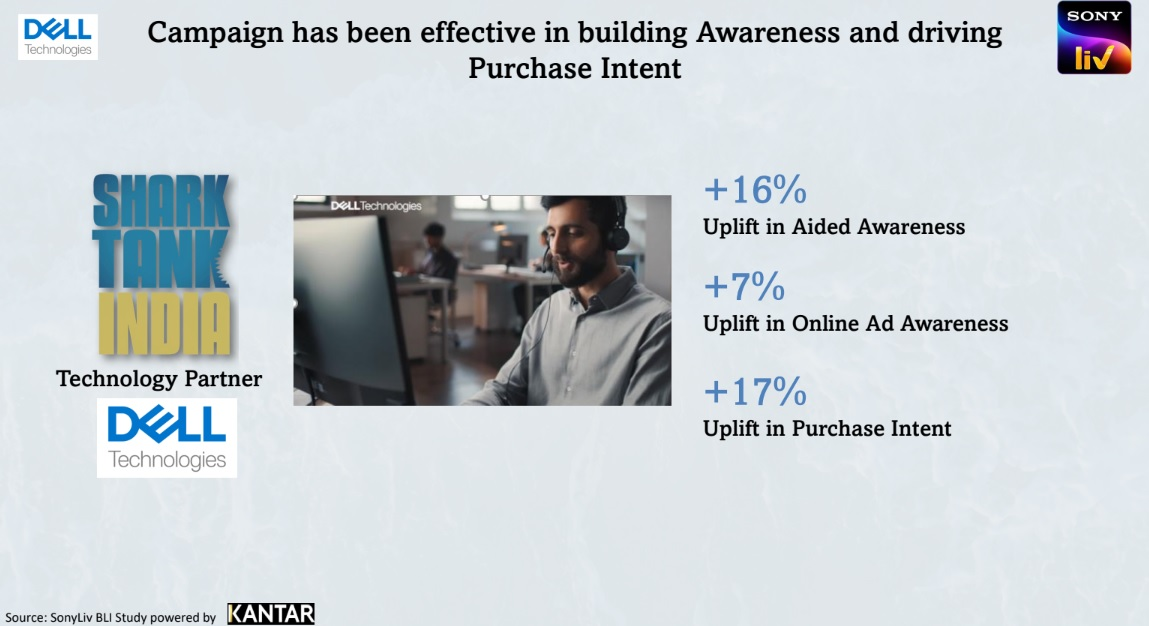 DELL
Technologies
Campaign has been effective in building Awareness and driving
Purchase Intent
SONY
liv
SHARK
TANK
INDIA
Technology Partner
DELL
Technologies
DELLTechnologies
+16%
Uplift in Aided Awareness
+7%
Uplift in Online Ad Awareness
+17%
Uplift in Purchase Intent
Source: SonyLiv BLI Study powered by KANTAR